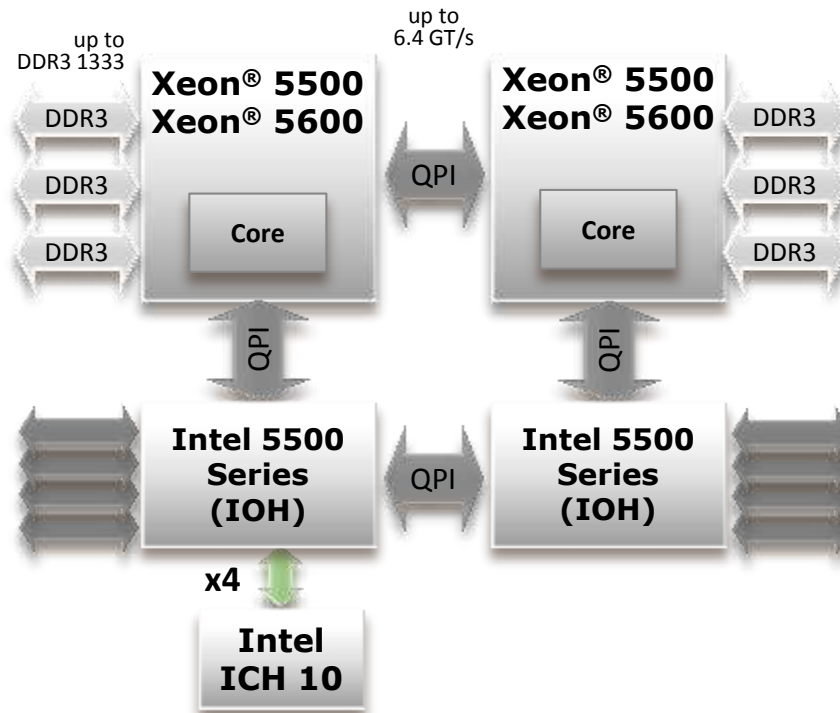 up to
DDR3 1333
up to
6.4 GT/s
Xeon® 5500
Xeon® 5600
Xeon® 5500
Xeon® 5600
DDR3
DDR3
DDR3
QPI
DDR3
DDR3
DDR3
Core
Core
QPI
QPI
Intel 5500
Series
(IOH)
QPI
Intel 5500
Series
(IOH)
x4
Intel
ICH 10